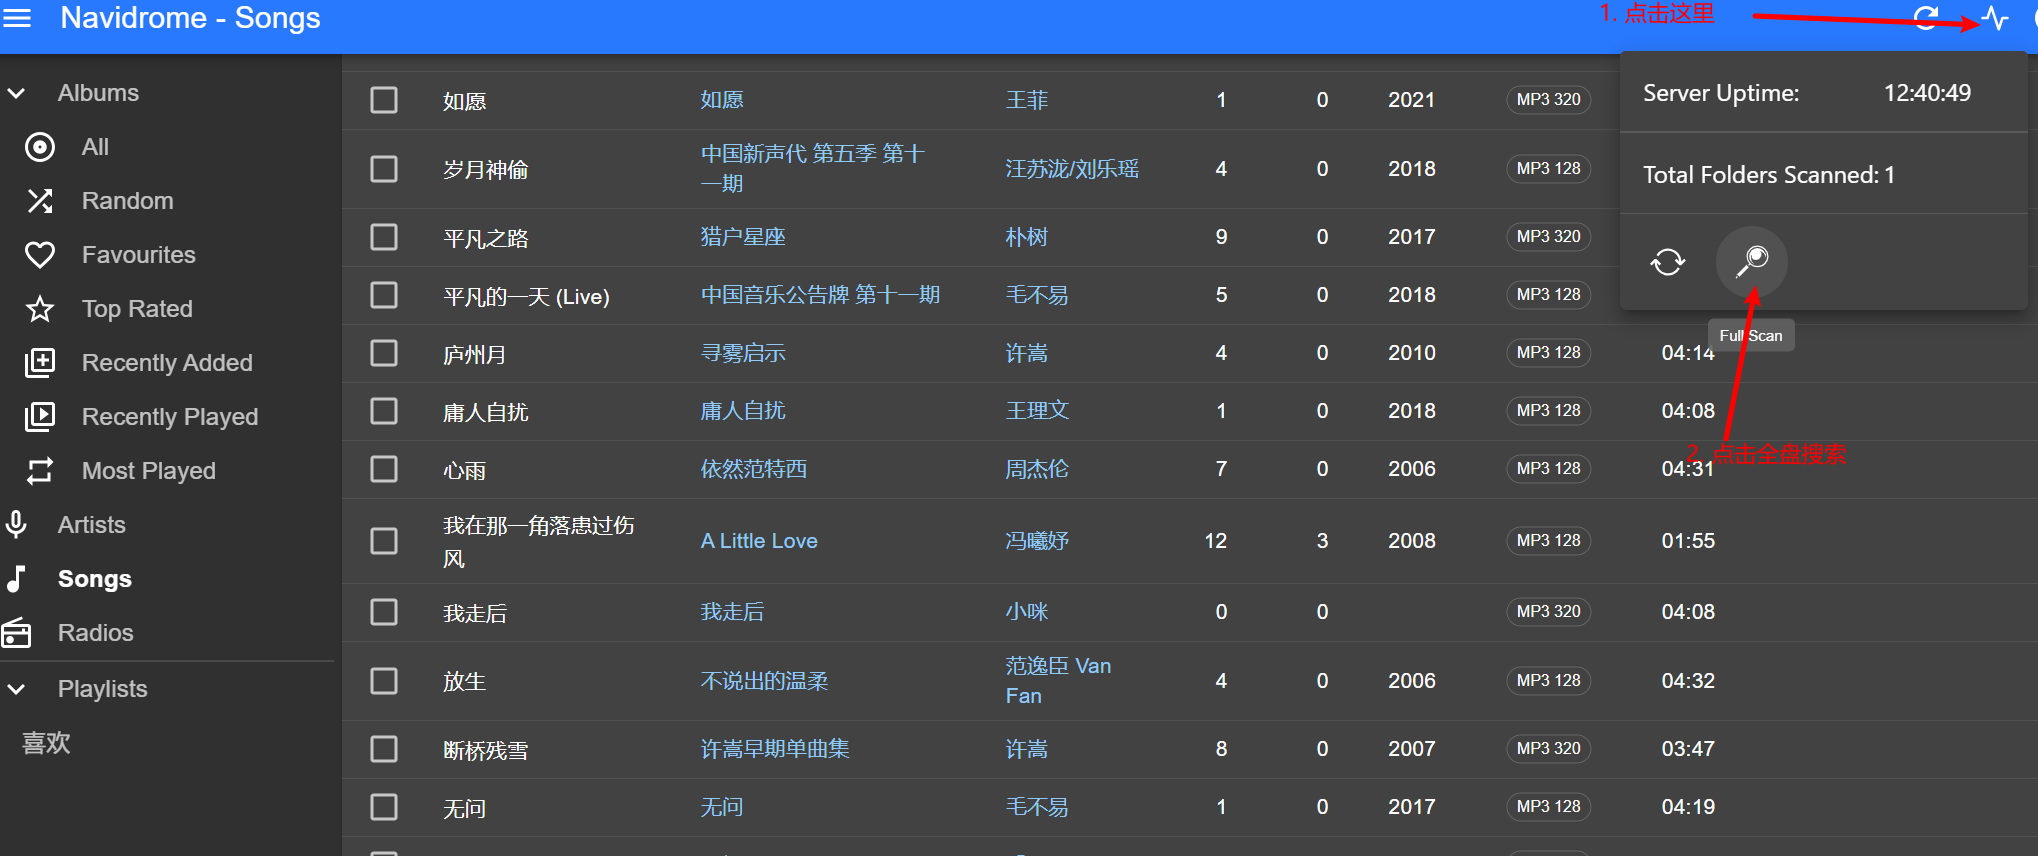 Navidrome - Songs
1. 点击这里
Albums
All
Random
Favourites
Top Rated
Recently Added
Recently Played
Most Played
Artists
Songs
Radios
Playlists
喜欢
如愿 如愿 王菲 1 0 2021 MP3 320
岁月神偷 中国新声代 第五季 第十 汪苏泷/刘乐瑶 4 0 2018 MP3 128
一期
平凡之路 猎户星座 朴树 9 0 2017 MP3 320
平凡的一天 (Live) 中国音乐公告牌 第十一期 毛不易 5 0 2018 MP3 128
庐州月 寻雾启示 许嵩 4 0 2010 MP3 128 04:14
庸人自扰 庸人自扰 王理文 1 0 2018 MP3 128 04:08
心雨 依然范特西 周杰伦 7 0 2006 MP3 128 04:31
我在那一角落患过伤 A Little Love 冯曦妤 12 3 2008 MP3 128 01:55
风
我走后 我走后 小咪 0 0 MP3 320 04:08
放生 不说出的温柔 范逸臣 Van 4 0 2006 MP3 128 04:32
Fan
断桥残雪 许嵩早期单曲集 许嵩 8 0 2007 MP3 320 03:47
无问 无问 毛不易 1 0 2017 MP3 128 04:19
Server Uptime: 12:40:49
Total Folders Scanned: 1
Full Scan
2. 点击全盘搜索